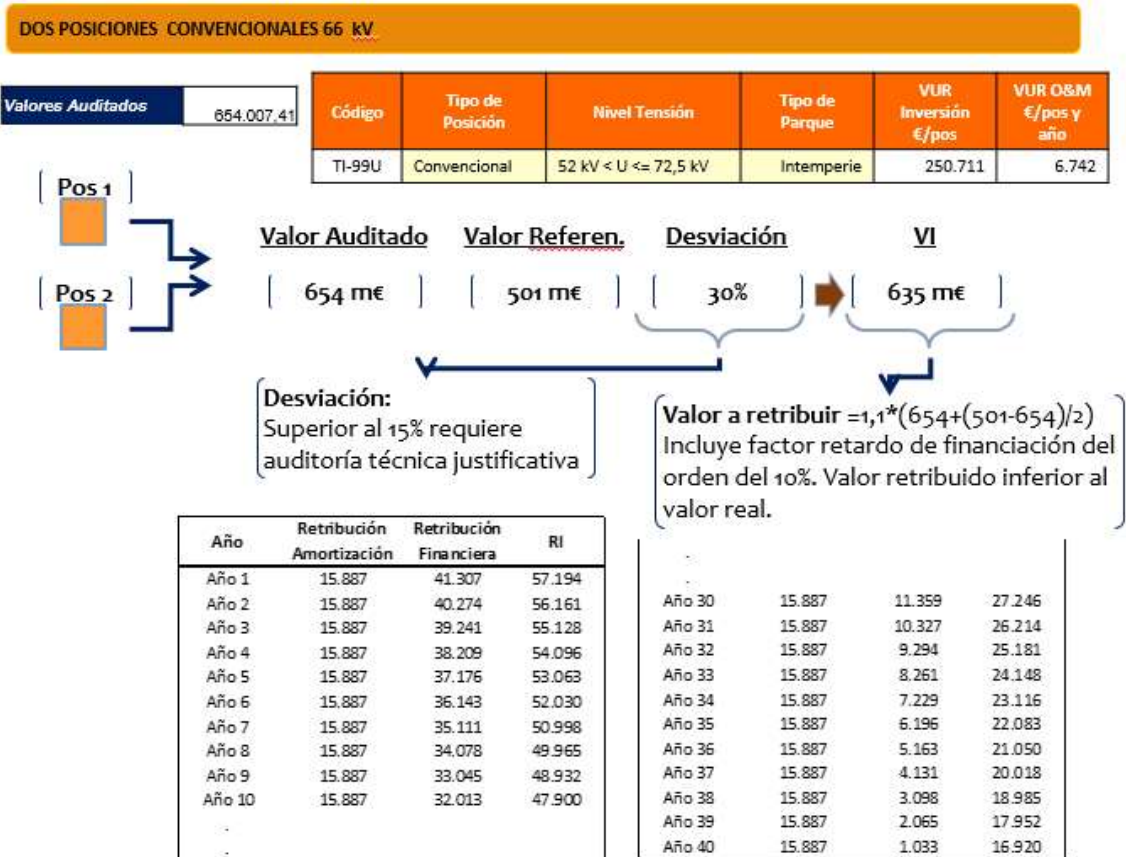 DOS POSICIONES CONVENCIONALES 66 kV
Valores Auditados 654.007,41
Código Tipo de Posición Nivel Tensión Tipo de Parque VUR Inversión €/pos VUR O&M €/pos y año
TI-99U Convencional 52 kV < U <= 72,5 kV Intemperie 250.711 6.742
Pos 1
Pos 2
Valor Auditado Valor Referen. Desviación VI
654 m€ 501 m€ 30% 635 m€
Desviación:
Superior al 15% requiere
auditoría técnica justificativa
Valor a retribuir =1,1*(654+(501-654)/2)
Incluye factor retardo de financiación del
orden del 10%. Valor retribuido inferior al
valor real.
Año Retribución Amortización Retribución Financiera RI
Año 1 15.887 41.307 57.194
Año 2 15.887 40.274 56.161
Año 3 15.887 39.241 55.128
Año 4 15.887 38.209 54.096
Año 5 15.887 37.176 53.063
Año 6 15.887 36.143 52.030
Año 7 15.887 35.111 50.998
Año 8 15.887 34.078 49.965
Año 9 15.887 33.045 48.932
Año 10 15.887 32.013 47.900
.
.
.
.
Año 30 15.887 11.359 27.246
Año 31 15.887 10.327 26.214
Año 32 15.887 9.294 25.181
Año 33 15.887 8.261 24.148
Año 34 15.887 7.229 23.116
Año 35 15.887 6.196 22.083
Año 36 15.887 5.163 21.050
Año 37 15.887 4.131 20.018
Año 38 15.887 3.098 18.985
Año 39 15.887 2.065 17.952
Año 40 15.887 1.033 16.920